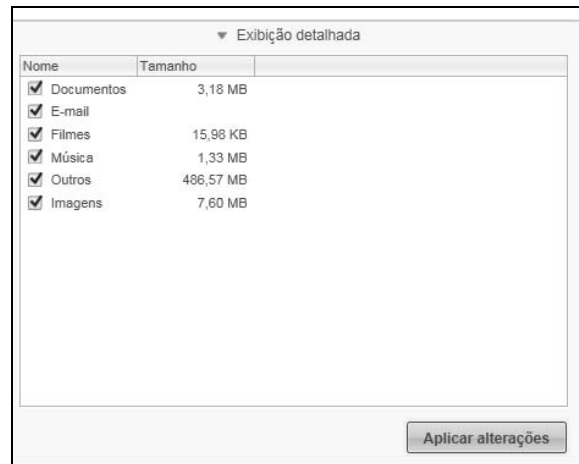 Exibição detalhada
Nome Tamanho
Documentos 3,18 MB
E-mail
Filmes 15,98 KB
Música 1,33 MB
Outros 486,57 MB
Imagens 7,60 MB
Aplicar alterações